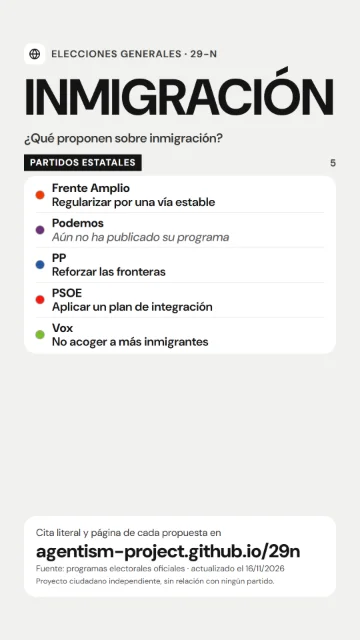 ELECCIONES GENERALES · 29-N
INMIGRACIÓN
¿Qué proponen sobre inmigración?
PARTIDOS ESTATALES 5
Frente Amplio
Regularizar por una vía estable
Podemos
Aún no ha publicado su programa
PP
Reforzar las fronteras
PSOE
Aplicar un plan de integración
Vox
No acoger a más inmigrantes
Cita literal y página de cada propuesta en
agentism-project.github.io/29n
Fuente: programas electorales oficiales · actualizado el 16/11/2026
Proyecto ciudadano independiente, sin relación con ningún partido.